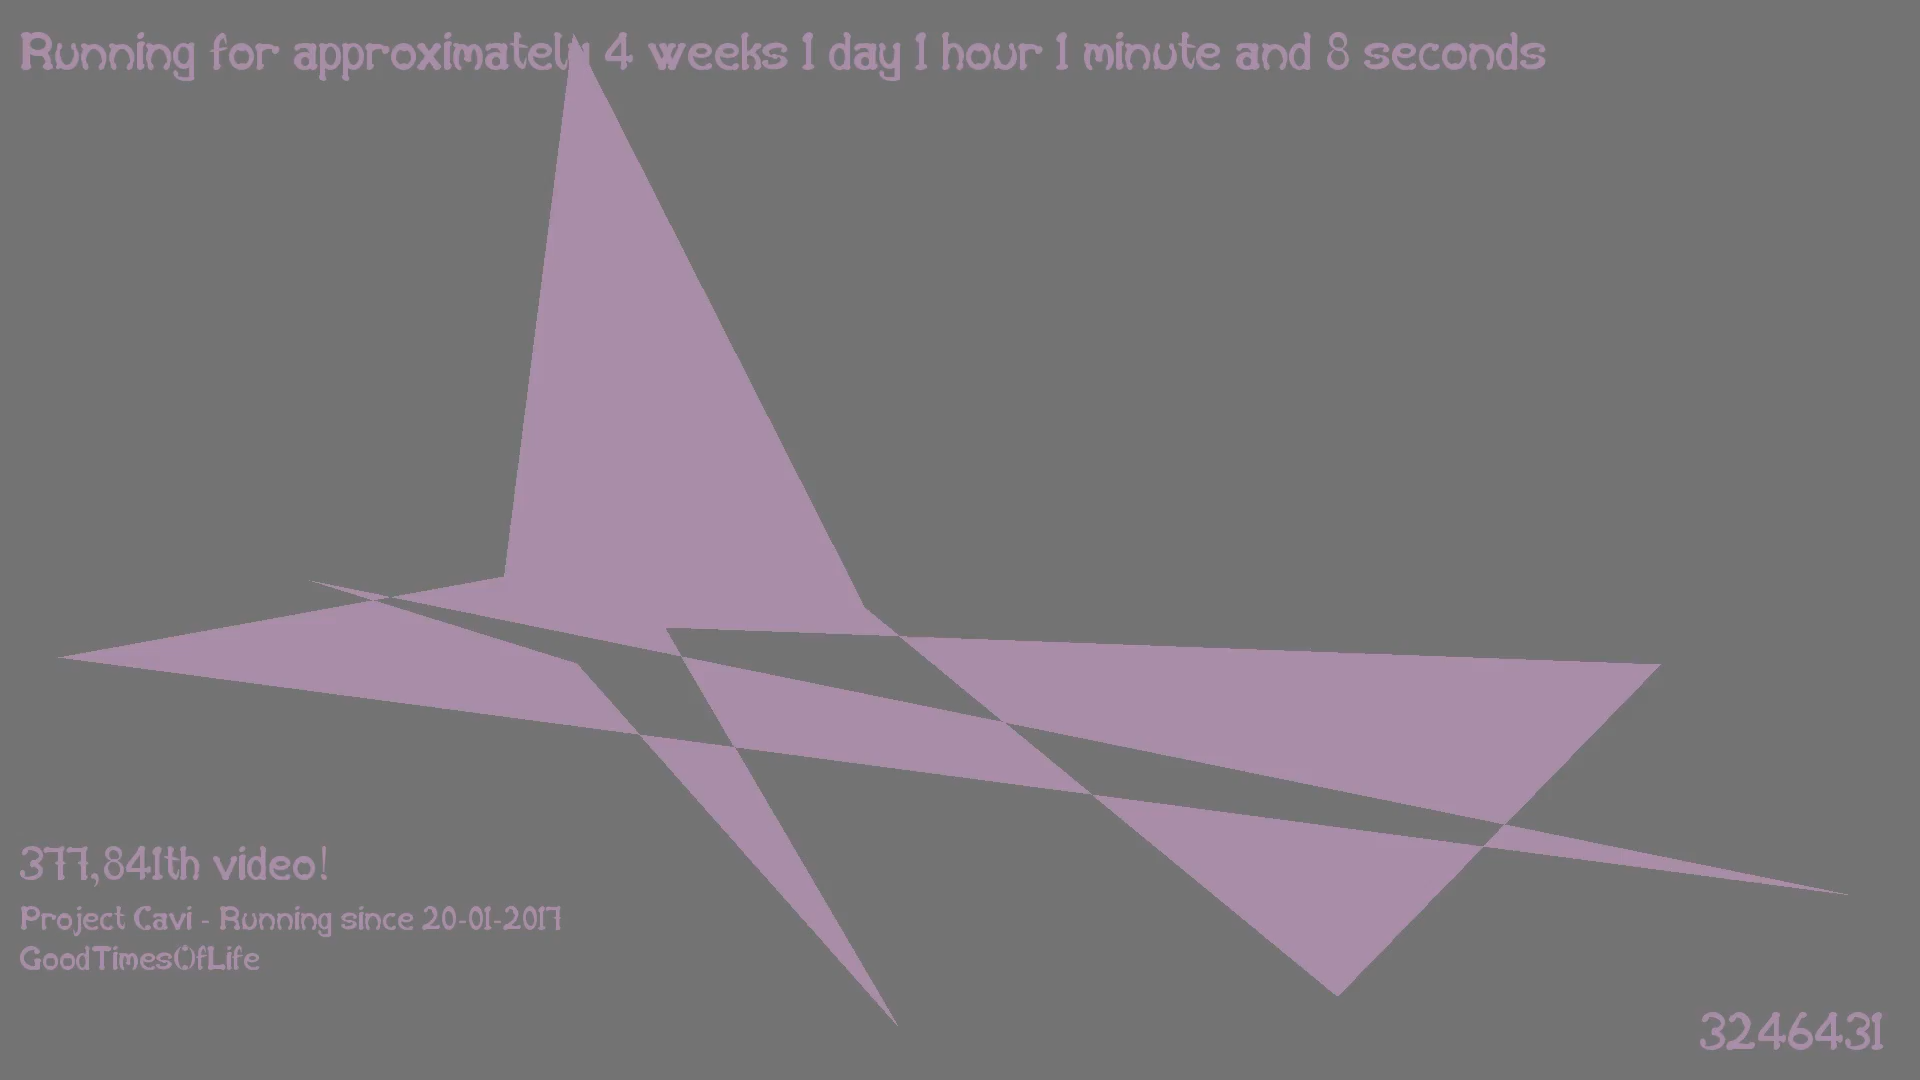 Running for approximately 4 weeks 1 day 1 hour 1 minute and 8 seconds
377,841th video!
Project Cavi - Running since 20-01-2017
GoodTimesOfLife
3246431